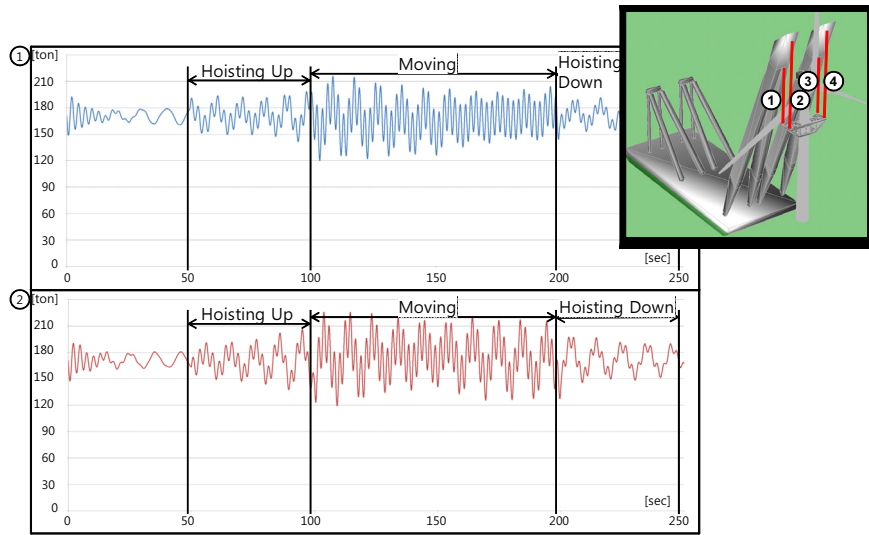 ① [ton]
Hoisting Up
Moving
Hoisting
Down
210
180
150
120
90
60
30
0
[sec]
0 50 100 150 200 250
① ② ③ ④
② [ton]
Hoisting Up
Moving
Hoisting Down
210
180
150
120
90
60
30
0
[sec]
0 50 100 150 200 250